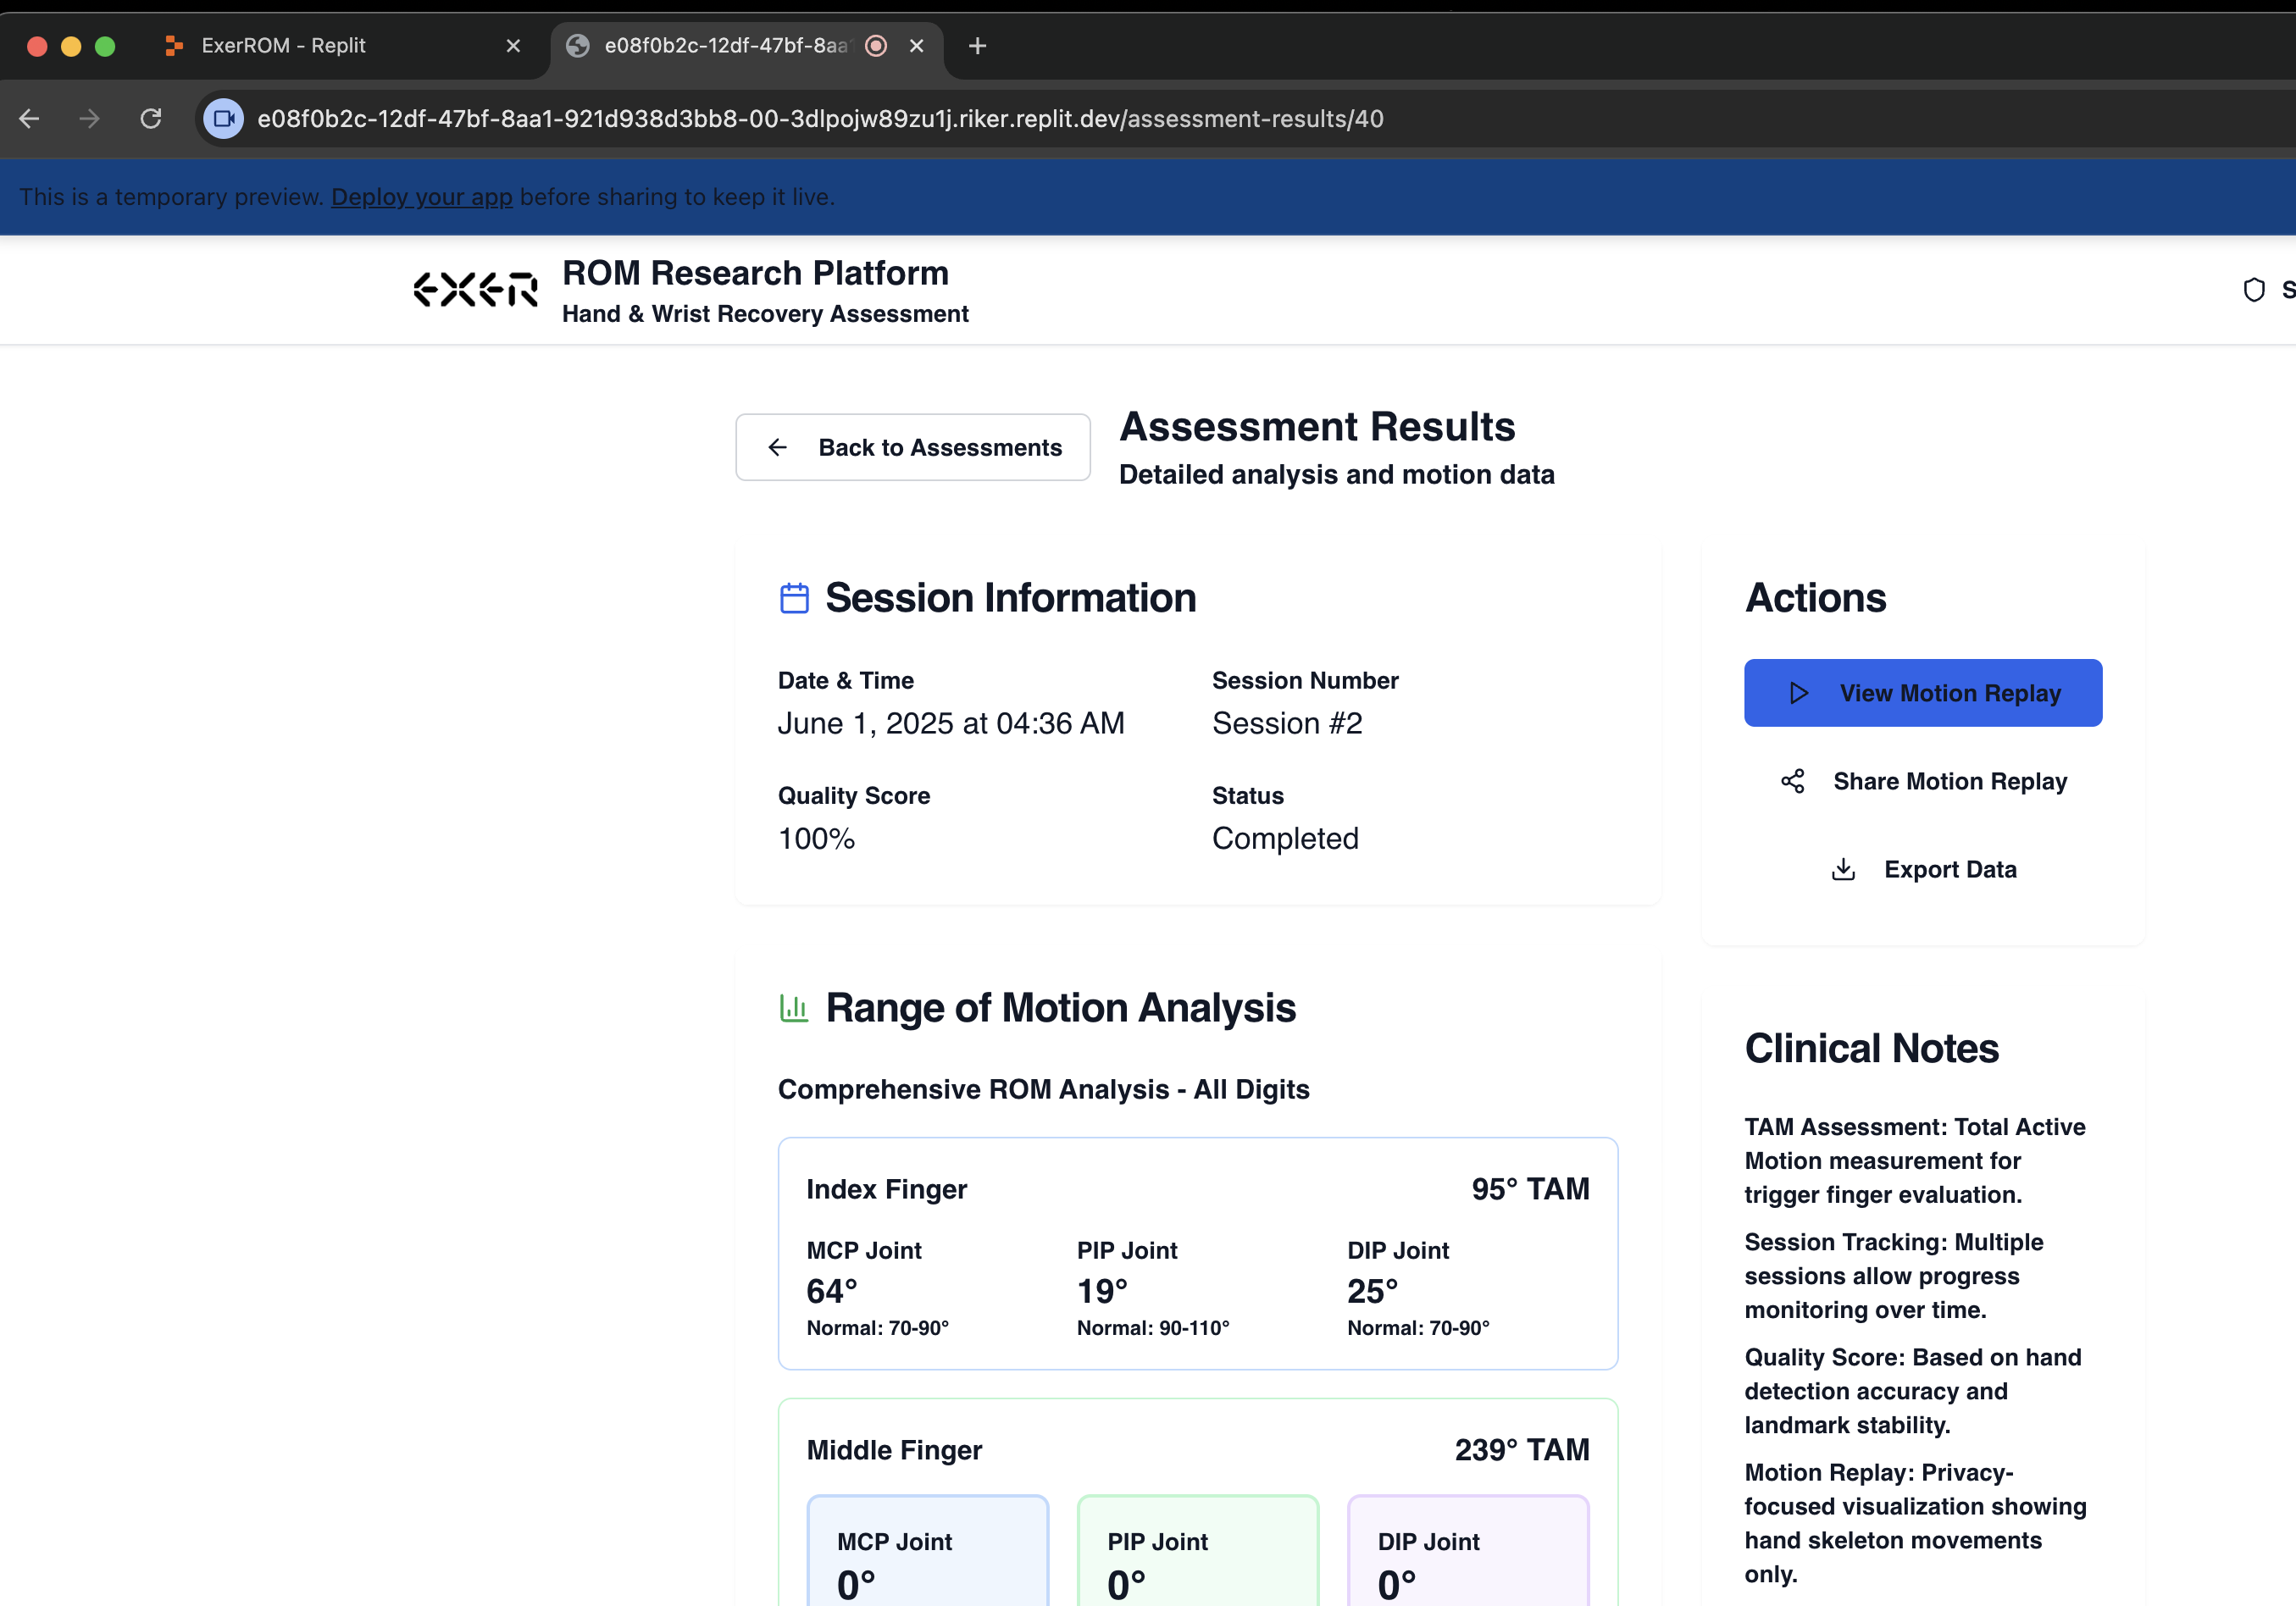 ExerROM - Replit
e08f0b2c-12df-47bf-8aa1
e08f0b2c-12df-47bf-8aa1-921d938d3bb8-00-3dlpojw89zu1j.riker.replit.dev/assessment-results/40
This is a temporary preview. Deploy your app before sharing to keep it live.
EXER
ROM Research Platform
Hand & Wrist Recovery Assessment
S
Back to Assessments
Assessment Results
Detailed analysis and motion data
Session Information
Date & Time
June 1, 2025 at 04:36 AM
Session Number
Session #2
Quality Score
100%
Status
Completed
Actions
View Motion Replay
Share Motion Replay
Export Data
Range of Motion Analysis
Comprehensive ROM Analysis - All Digits
Index Finger
95° TAM
MCP Joint
64°
Normal: 70-90°
PIP Joint
19°
Normal: 90-110°
DIP Joint
25°
Normal: 70-90°
Middle Finger
239° TAM
MCP Joint
0°
PIP Joint
0°
DIP Joint
0°
Clinical Notes
TAM Assessment: Total Active
Motion measurement for
trigger finger evaluation.
Session Tracking: Multiple
sessions allow progress
monitoring over time.
Quality Score: Based on hand
detection accuracy and
landmark stability.
Motion Replay: Privacy-
focused visualization showing
hand skeleton movements
only.